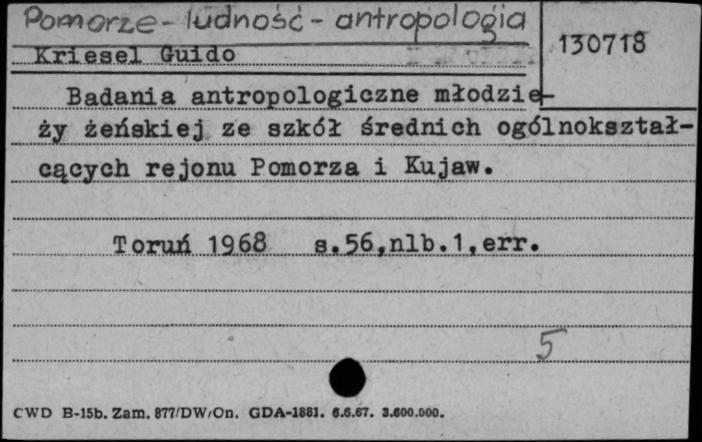 Pomorze - ludność - antropologia
130718
Kriesel Guido
Badania antropologiczne młodzie-
ży żeńskiej ze szkół średnich ogólnokształ-
cących rejonu Pomorza i Kujaw.
Toruń 1968 s.56,nlb.1,err.
5
CWD B-15b. Zam. 877/DW/On. GDA-1881. 6.6.67. 3.600.000.